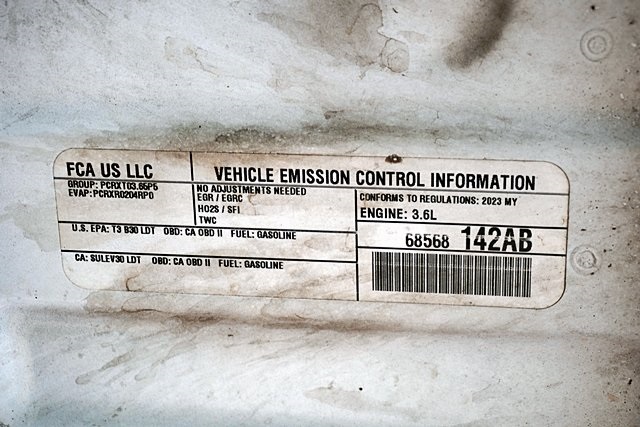 FCA US LLC
VEHICLE EMISSION CONTROL INFORMATION
GROUP: PCRXT03.65P5
EVAP: PCRXR0204RP0
NO ADJUSTMENTS NEEDED
EGR / EGRC
HO2S / SFI
TWC
CONFORMS TO REGULATIONS: 2023 MY
ENGINE: 3.6L
U.S. EPA: T3 B30 LDT OBD: CA OBD II FUEL: GASOLINE
CA: SULEV30 LDT OBD: CA OBD II FUEL: GASOLINE
68568 142AB